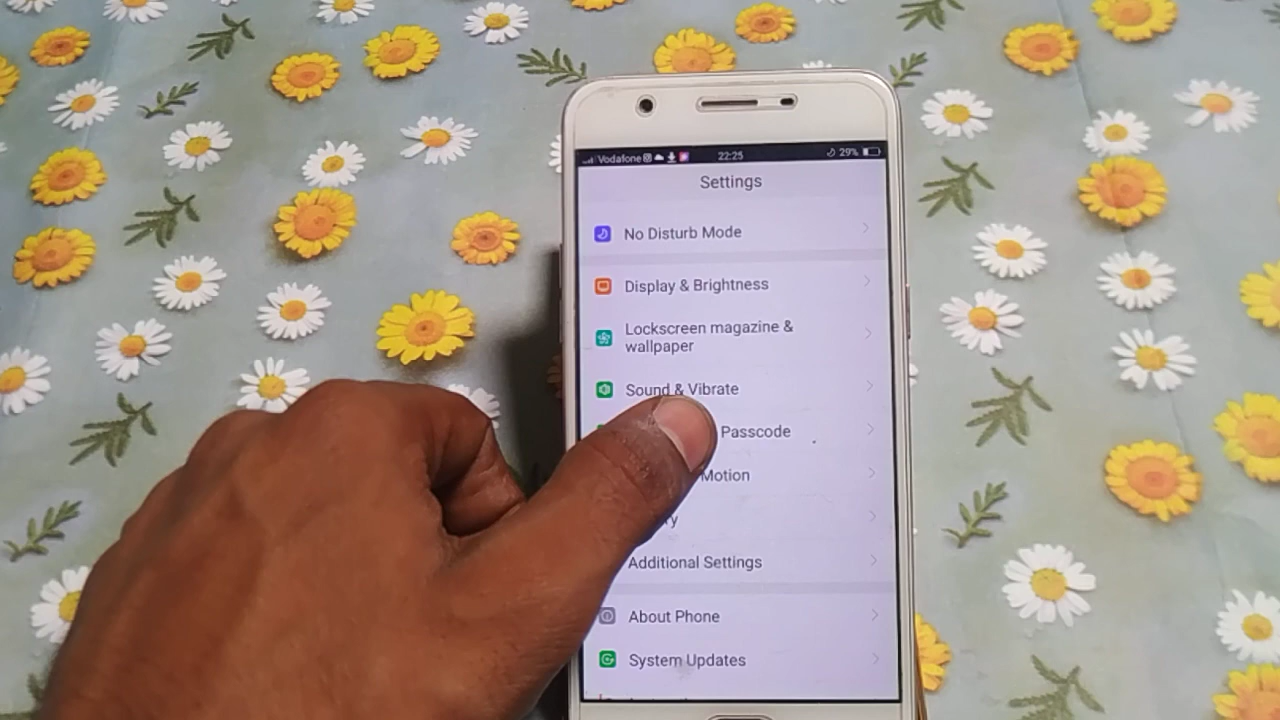 Vodafone 22:25 29%
Settings
No Disturb Mode
Display & Brightness
Lockscreen magazine &
wallpaper
Sound & Vibrate
Passcode
Motion
Additional Settings
About Phone
System Updates